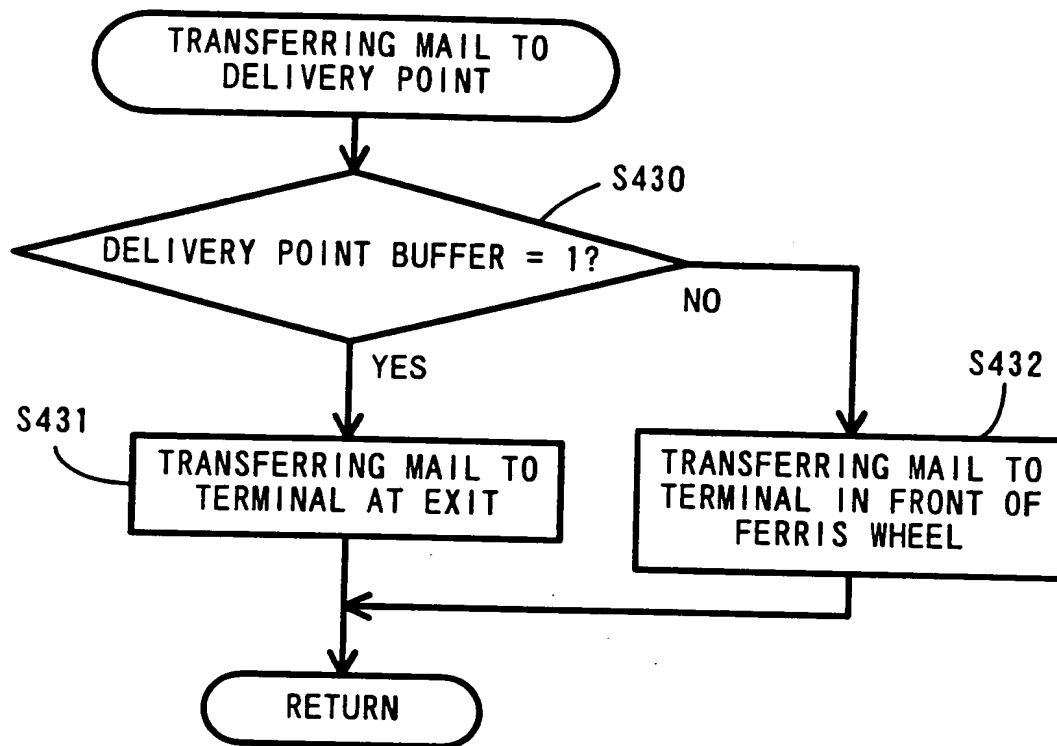 TRANSFERRING MAIL TO
DELIVERY POINT
S430
DELIVERY POINT BUFFER = 1?
NO
YES
S432
S431
TRANSFERRING MAIL TO
TERMINAL AT EXIT
TRANSFERRING MAIL TO
TERMINAL IN FRONT OF
FERRIS WHEEL
RETURN